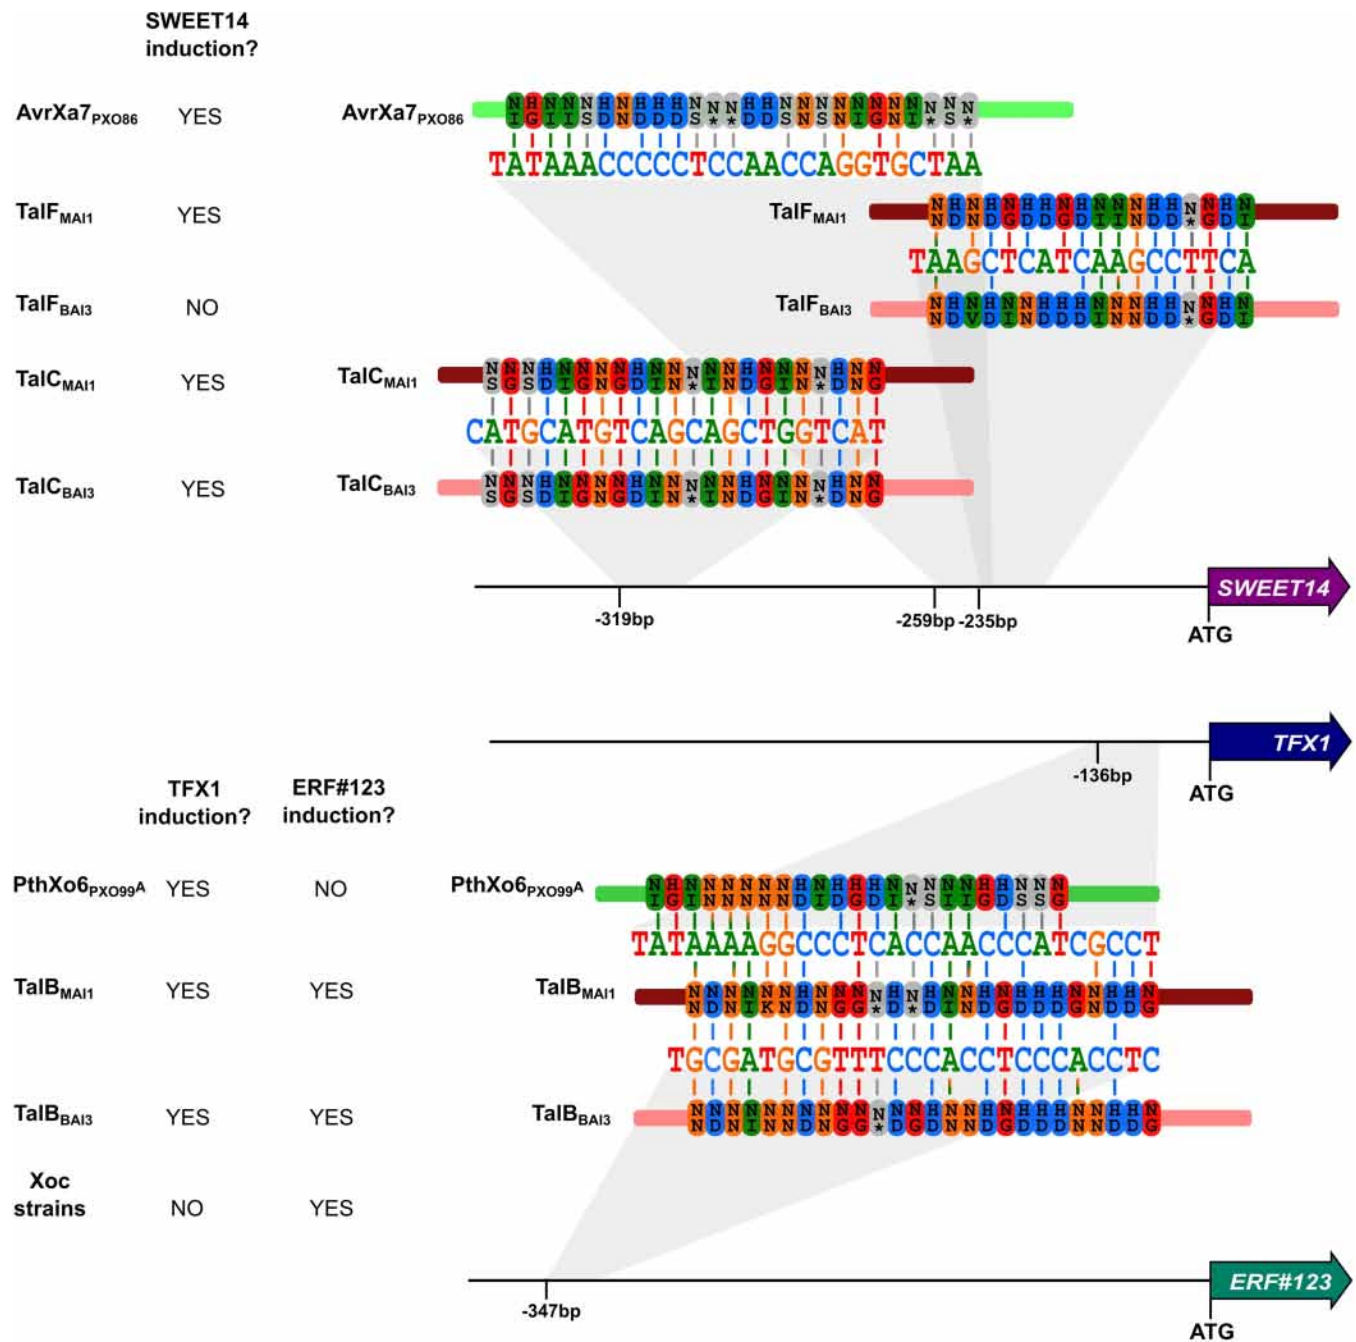 SWEET14
induction?
AvrXa7PXO86 YES AvrXa7PXO86
TATAAACCCCCTCCAACCAGGTGCTAA
TalFMAI1 YES TalFMAI1
TAAGCTCATCAAGCCTTCA
TalFBAI3 NO TalFBAI3
TalCMAI1 YES TalCMAI1
CATGCATGTCAGCAGCTGGTCAT
TalCBAI3 YES TalCBAI3
SWEET14
-319bp -259bp -235bp
ATG
TFX1
-136bp
ATG
TFX1 ERF#123
induction? induction?
PthXo6PXO99A YES NO PthXo6PXO99A
TATAAAAGGCCCTCACCAACCCATCGCCT
TalBMAI1 YES YES TalBMAI1
TGCGATGCGTTTCCCACCTCCCACCTC
TalBBAI3 YES YES TalBBAI3
Xoc
strains NO YES
ERF#123
-347bp
ATG